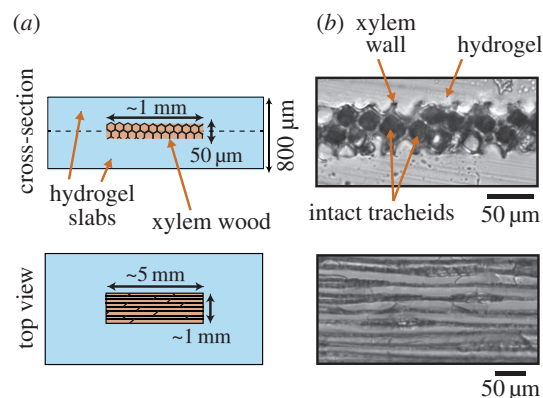 (a)
(b)
xylem
wall
hydrogel
cross-section
~1 mm
50 µm
800 µm
hydrogel
slabs
xylem wood
intact tracheids
50 µm
top view
~5 mm
~1 mm
50 µm